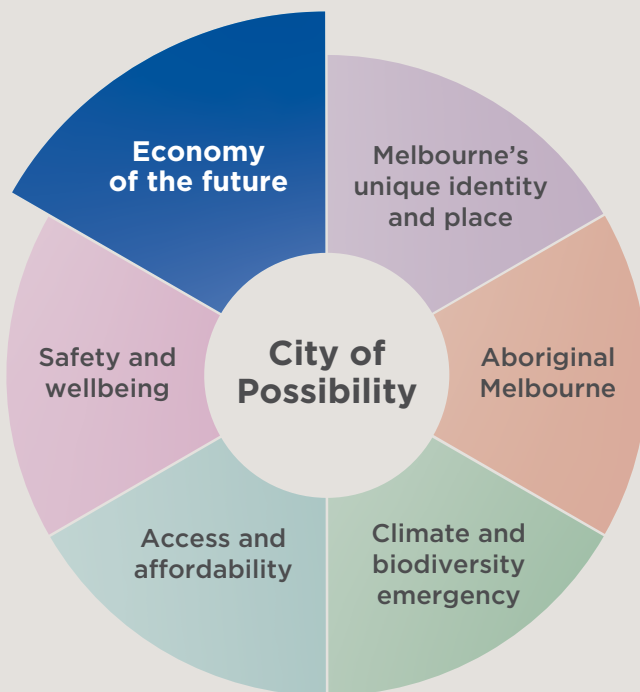 Economy
of the future
Melbourne’s
unique identity
and place
Safety and
wellbeing
City of
Possibility
Aboriginal
Melbourne
Access and
affordability
Climate and
biodiversity
emergency